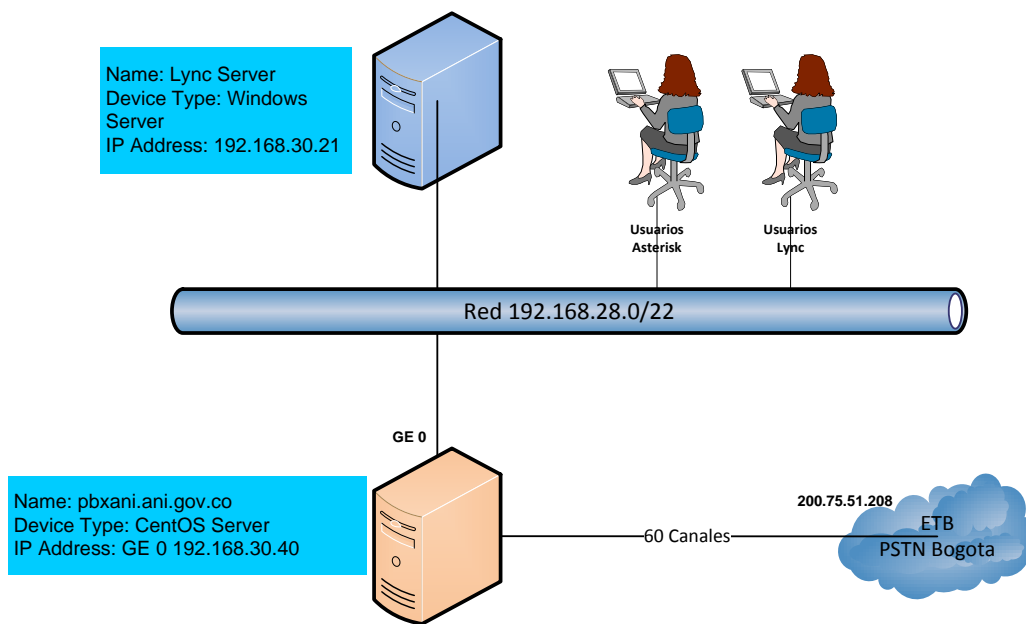 Name: Lync Server
Device Type: Windows
Server
IP Address: 192.168.30.21
Usuarios
Asterisk
Usuarios
Lync
Red 192.168.28.0/22
GE 0
Name: pbxani.ani.gov.co
Device Type: CentOS Server
IP Address: GE 0 192.168.30.40
60 Canales
200.75.51.208
ETB
PSTN Bogota